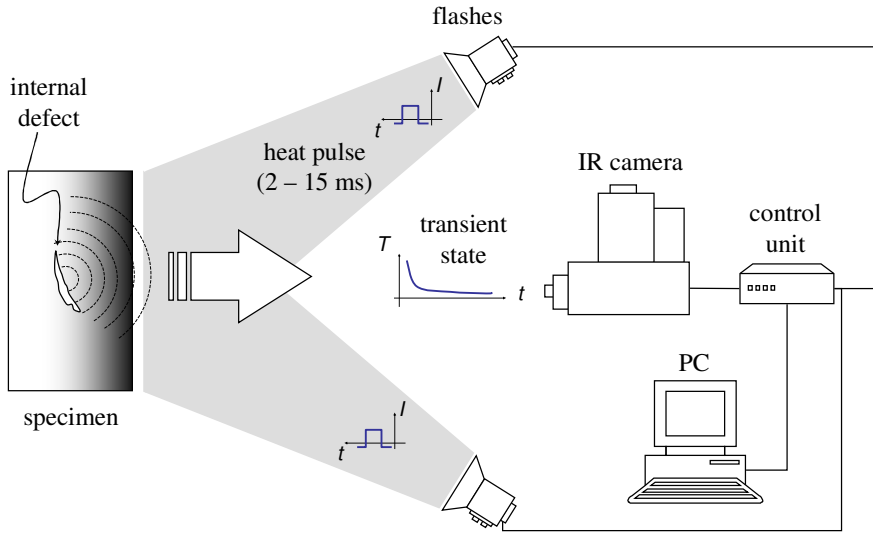 flashes
internal
defect
I
t
heat pulse
(2 – 15 ms)
IR camera
control
unit
transient
state
T
t
PC
specimen
I
t